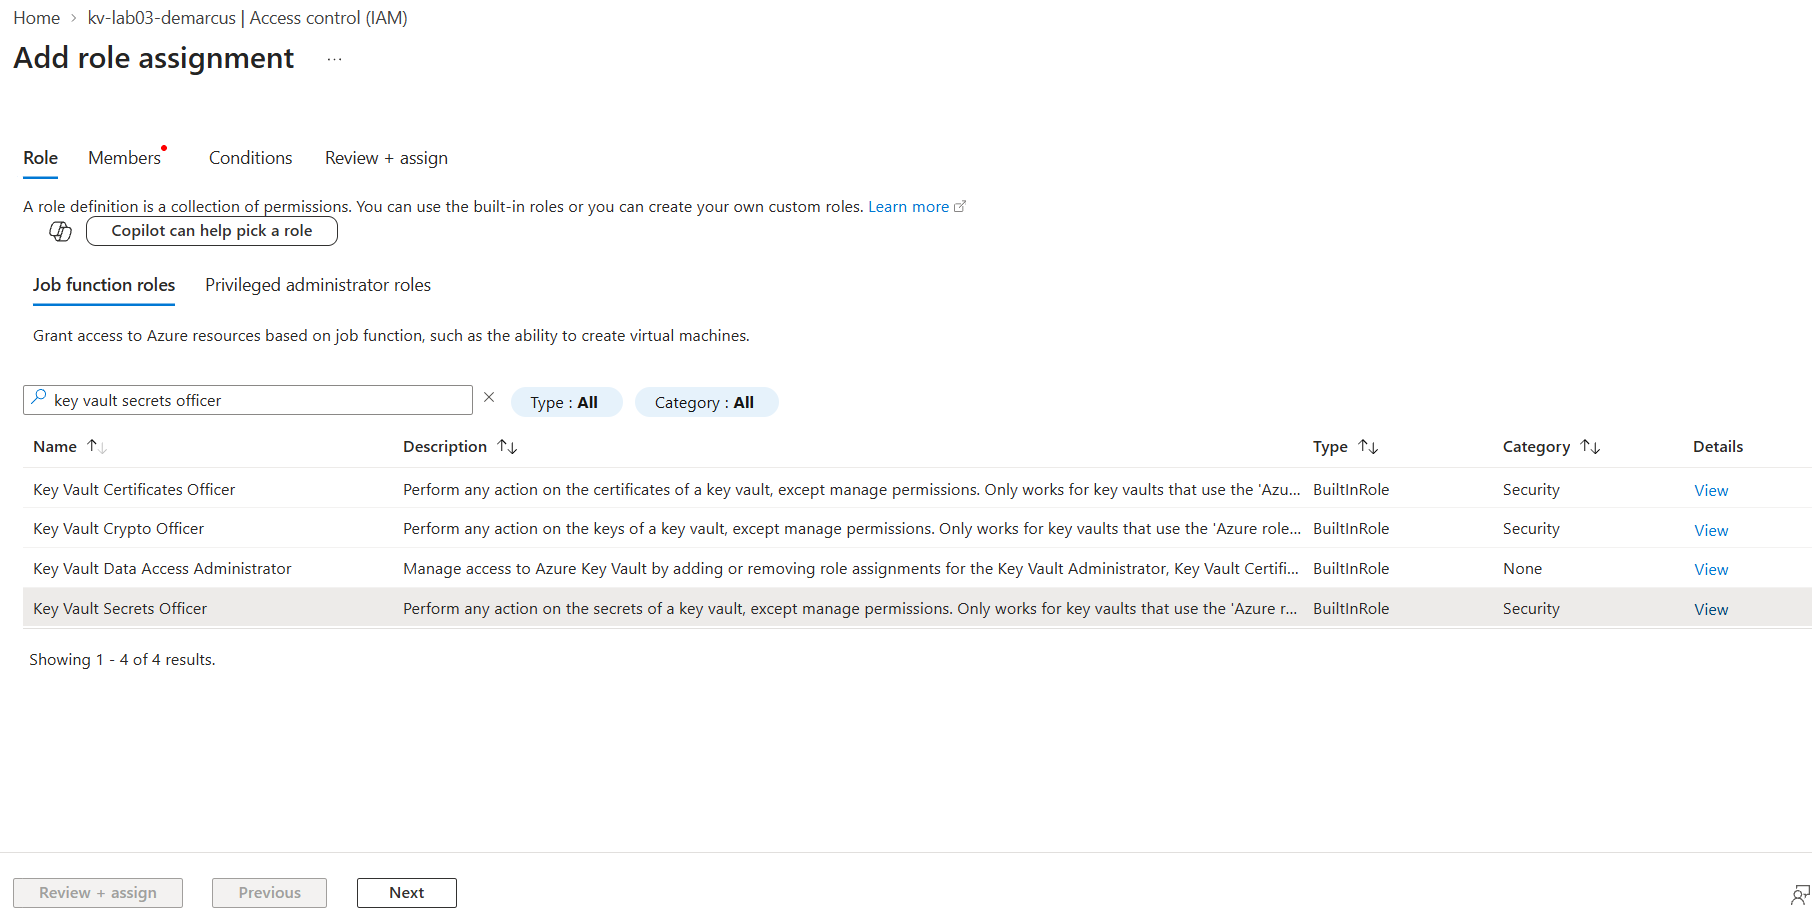 Home > kv-lab03-demarcus | Access control (IAM)
Add role assignment ...
Role Members Conditions Review + assign
A role definition is a collection of permissions. You can use the built-in roles or you can create your own custom roles. Learn more
Copilot can help pick a role
Job function roles Privileged administrator roles
Grant access to Azure resources based on job function, such as the ability to create virtual machines.
key vault secrets officer Type : All Category : All
Name Description Type Category Details
Key Vault Certificates Officer Perform any action on the certificates of a key vault, except manage permissions. Only works for key vaults that use the 'Azu... BuiltInRole Security View
Key Vault Crypto Officer Perform any action on the keys of a key vault, except manage permissions. Only works for key vaults that use the 'Azure role... BuiltInRole Security View
Key Vault Data Access Administrator Manage access to Azure Key Vault by adding or removing role assignments for the Key Vault Administrator, Key Vault Certifi... BuiltInRole None View
Key Vault Secrets Officer Perform any action on the secrets of a key vault, except manage permissions. Only works for key vaults that use the 'Azure r... BuiltInRole Security View
Showing 1 - 4 of 4 results.
Review + assign Previous Next